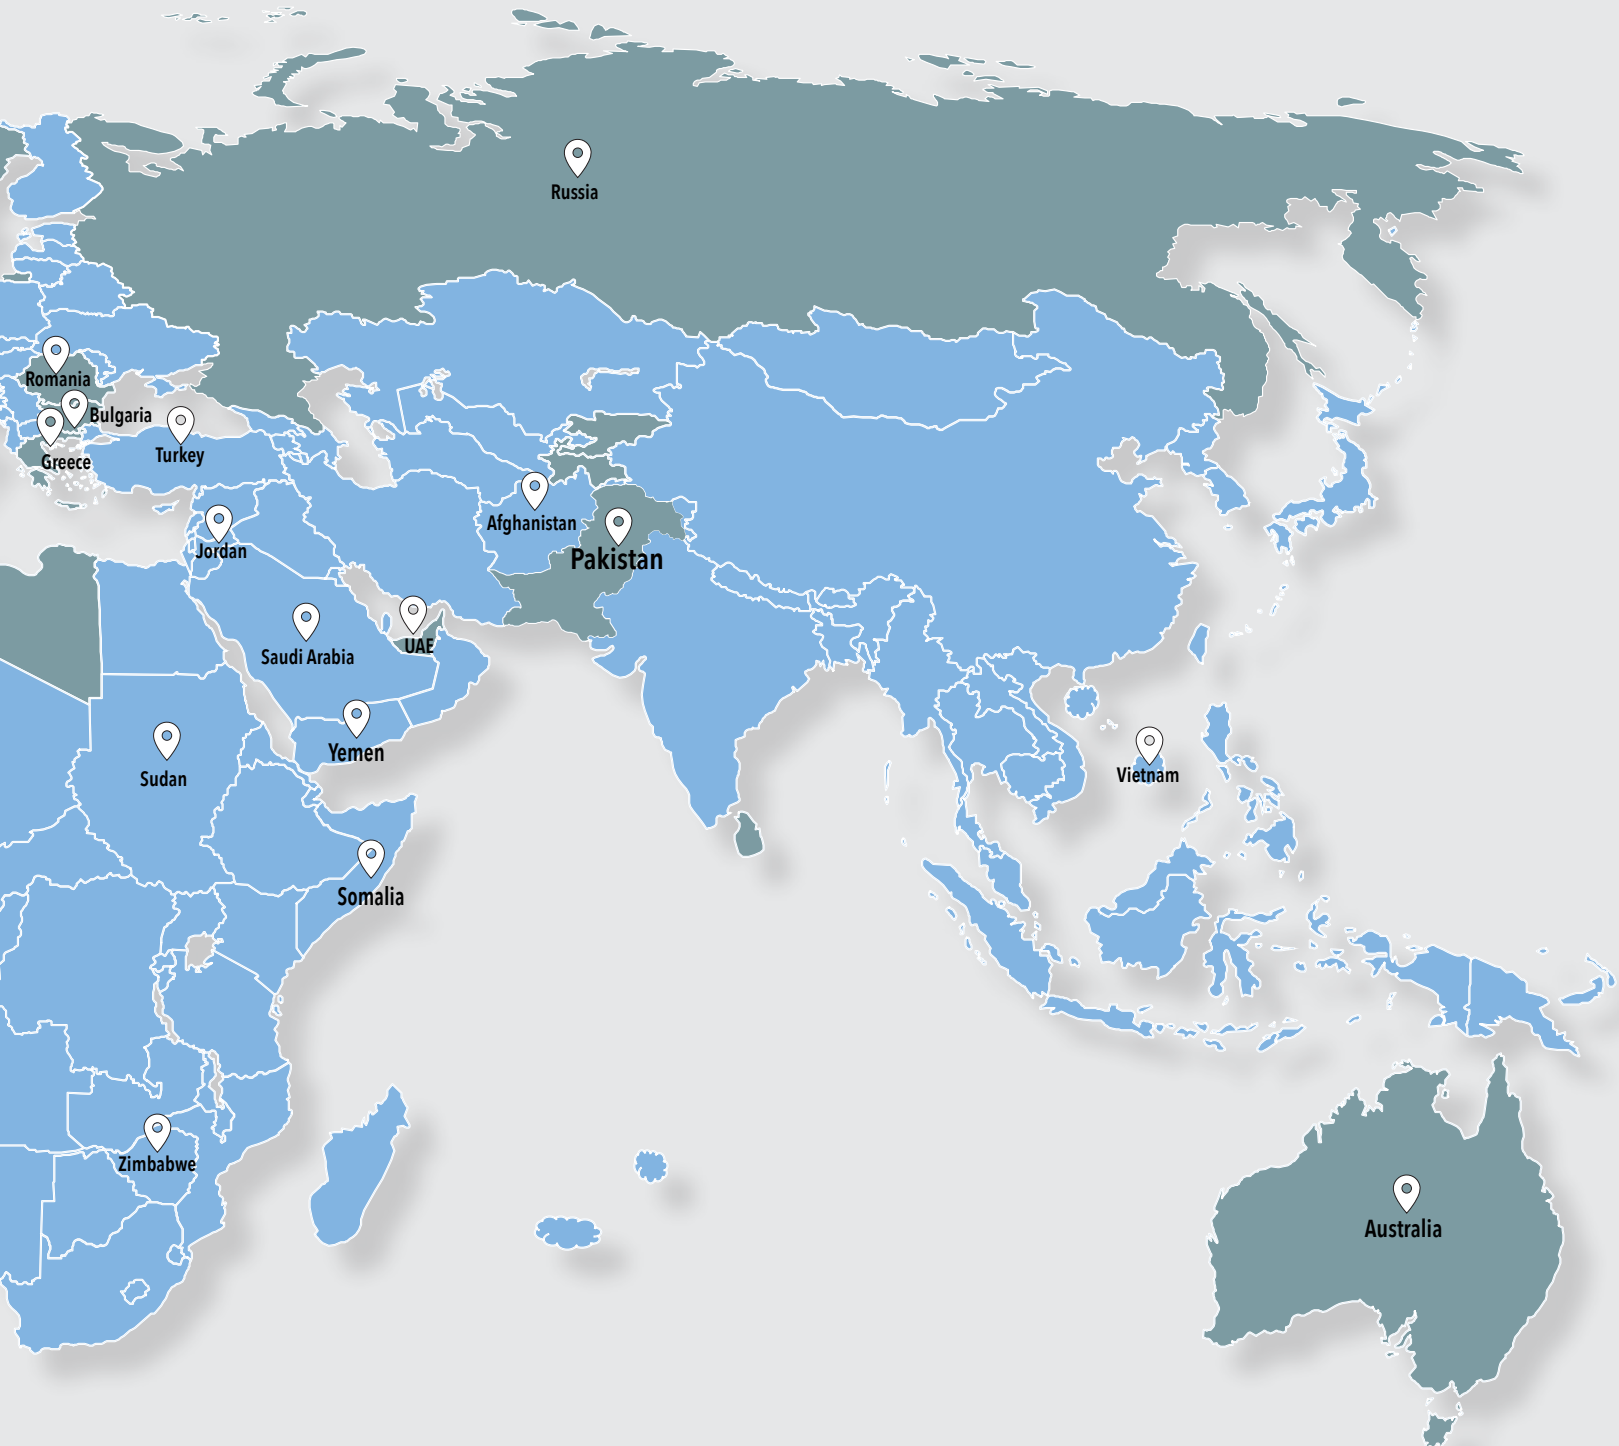 Russia
Romania
Bulgaria
Turkey
Greece
Afghanistan
Jordan
Pakistan
Saudi Arabia
UAE
Yemen
Sudan
Vietnam
Somalia
Zimbabwe
Australia